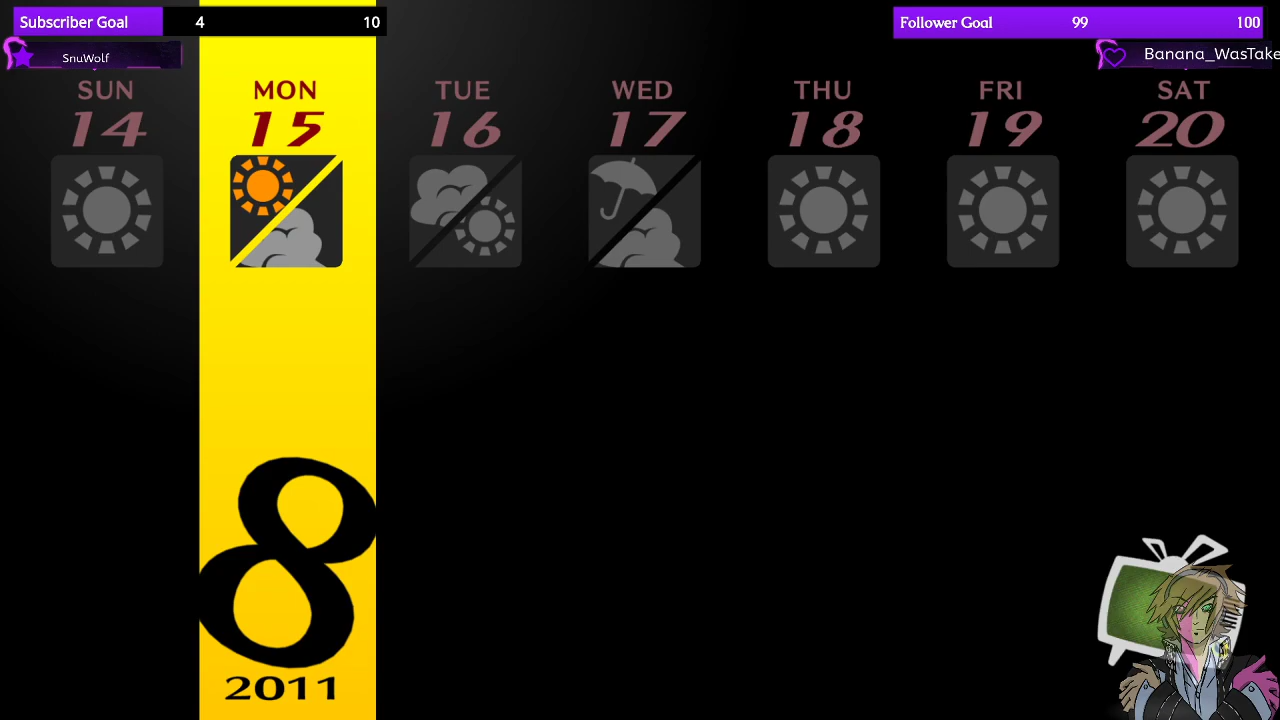 Subscriber Goal 4 10
Follower Goal 99 100
SnuWolf
Banana_WasTake
SUN MON TUE WED THU FRI SAT
14 15 16 17 18 19 20
8
2011